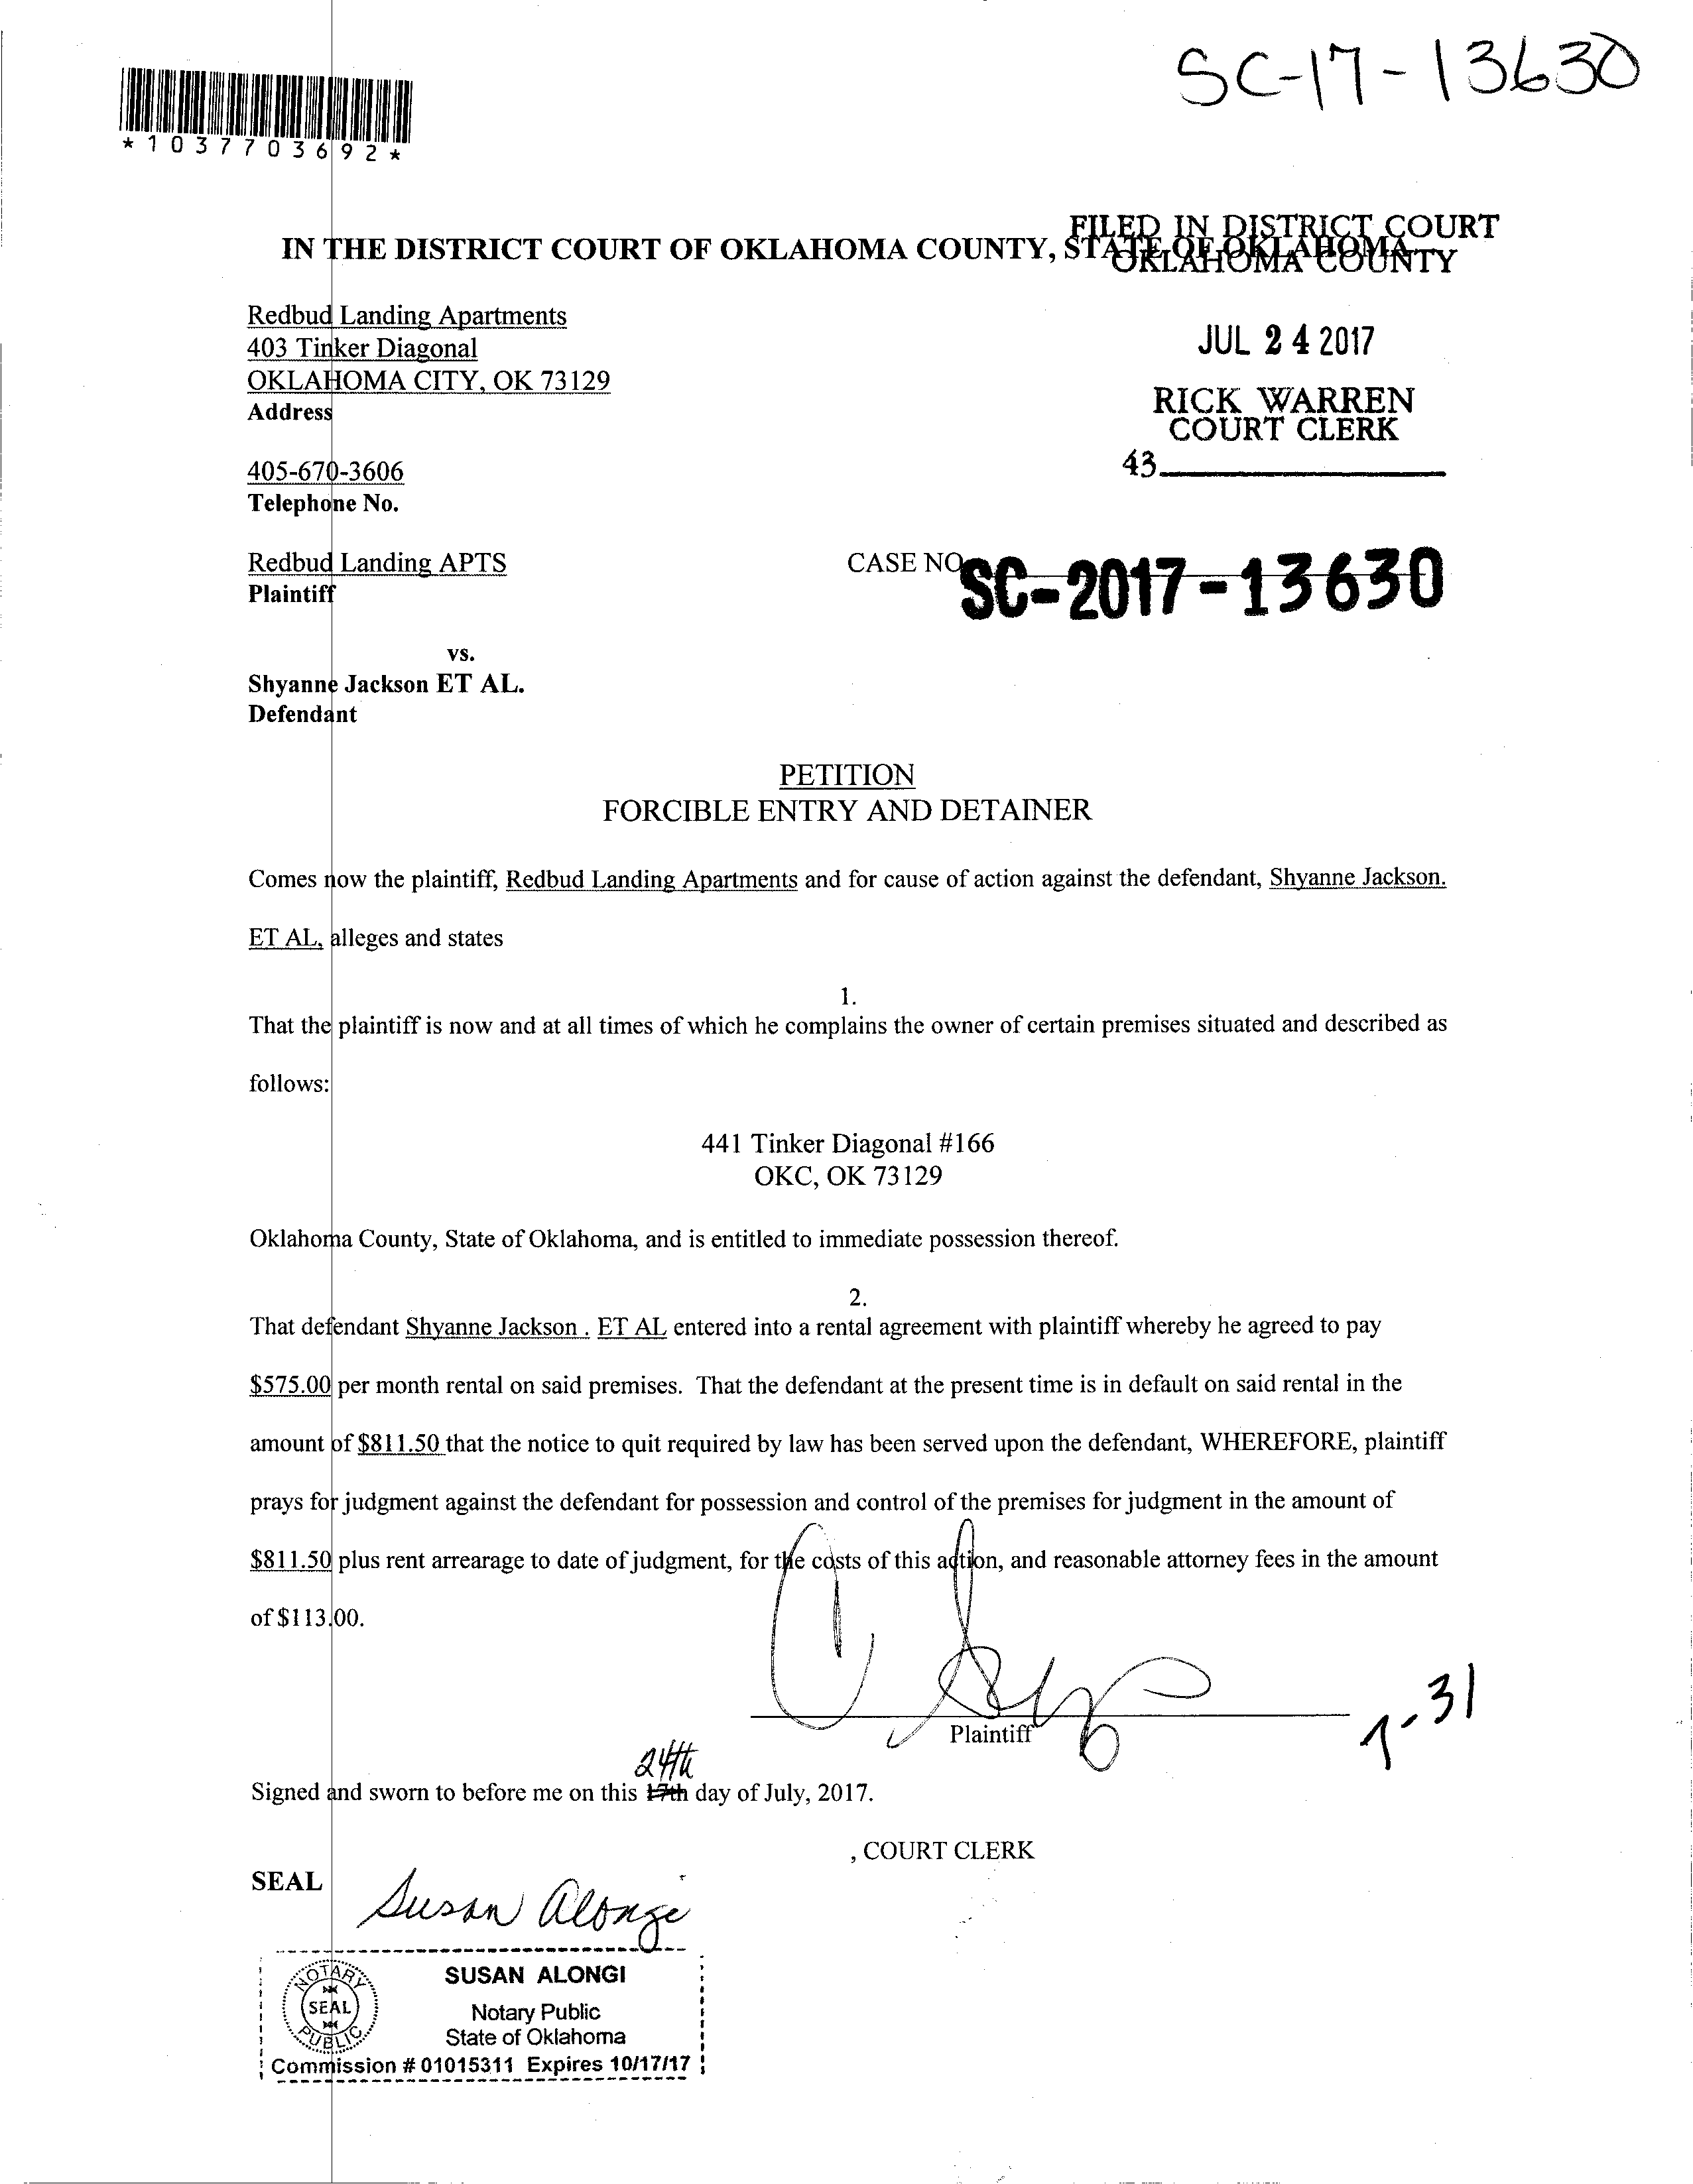 SC-17-13630
*1037703692*
FILED IN DISTRICT COURT
OKLAHOMA COUNTY
IN THE DISTRICT COURT OF OKLAHOMA COUNTY, STATE OF OKLAHOMA
Redbud Landing Apartments
403 Tinker Diagonal
OKLAHOMA CITY, OK 73129
Address
JUL 24 2017
RICK WARREN
COURT CLERK
43
405-670-3606
Telephone No.
Redbud Landing APTS
Plaintiff
CASE NO
SC-2017-13630
vs.
Shyanne Jackson ET AL.
Defendant
PETITION
FORCIBLE ENTRY AND DETAINER
Comes now the plaintiff, Redbud Landing Apartments and for cause of action against the defendant, Shyanne Jackson.
ET AL, alleges and states
1.
That the plaintiff is now and at all times of which he complains the owner of certain premises situated and described as
follows:
441 Tinker Diagonal #166
OKC, OK 73129
Oklahoma County, State of Oklahoma, and is entitled to immediate possession thereof.
2.
That defendant Shyanne Jackson . ET AL entered into a rental agreement with plaintiff whereby he agreed to pay
$575.00 per month rental on said premises. That the defendant at the present time is in default on said rental in the
amount of $811.50 that the notice to quit required by law has been served upon the defendant, WHEREFORE, plaintiff
prays for judgment against the defendant for possession and control of the premises for judgment in the amount of
$811.50 plus rent arrearage to date of judgment, for the costs of this action, and reasonable attorney fees in the amount
of $113.00.
Plaintiff
7-31
24th
Signed and sworn to before me on this 17th day of July, 2017.
, COURT CLERK
SEAL
Susan Alongi
NOTARY
SEAL
PUBLIC
SUSAN ALONGI
Notary Public
State of Oklahoma
Commission # 01015311 Expires 10/17/17